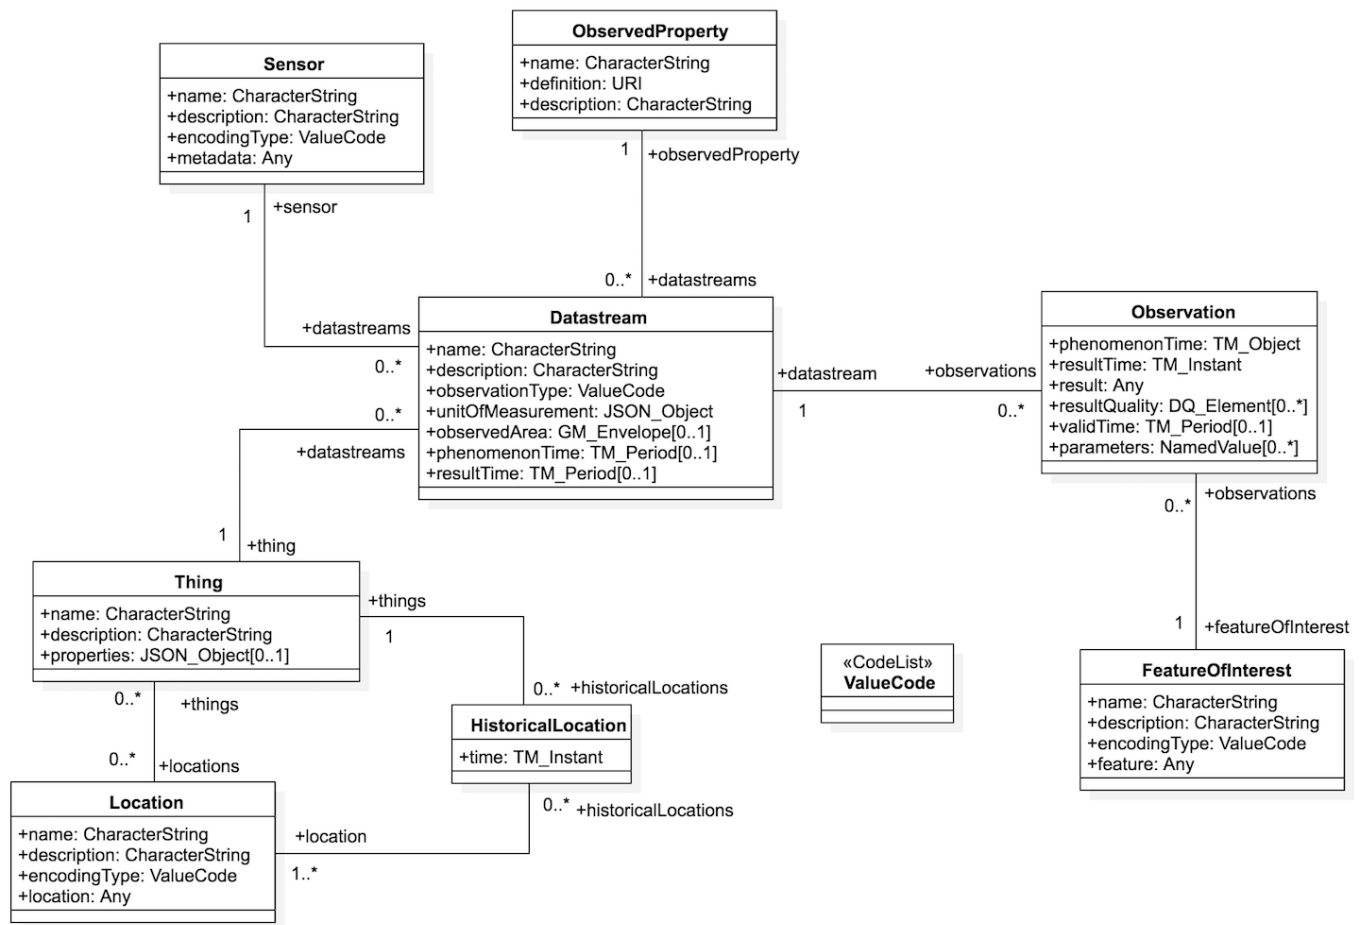 ObservedProperty
+name: CharacterString
+definition: URI
+description: CharacterString
1
+observedProperty
Sensor
+name: CharacterString
+description: CharacterString
+encodingType: ValueCode
+metadata: Any
1
+sensor
0..*
+datastreams
+datastreams
0..*
Datastream
+name: CharacterString
+description: CharacterString
+observationType: ValueCode
+unitOfMeasurement: JSON_Object
+observedArea: GM_Envelope[0..1]
+phenomenonTime: TM_Period[0..1]
+resultTime: TM_Period[0..1]
+datastream
1
+observations
0..*
Observation
+phenomenonTime: TM_Object
+resultTime: TM_Instant
+result: Any
+resultQuality: DQ_Element[0..*]
+validTime: TM_Period[0..1]
+parameters: NamedValue[0..*]
0..*
+observations
1
+featureOfInterest
0..*
+datastreams
1
+thing
Thing
+name: CharacterString
+description: CharacterString
+properties: JSON_Object[0..1]
+things
1
0..*
+historicalLocations
HistoricalLocation
+time: TM_Instant
0..*
+historicalLocations
«CodeList»
ValueCode
FeatureOfInterest
+name: CharacterString
+description: CharacterString
+encodingType: ValueCode
+feature: Any
0..*
+things
0..*
+locations
Location
+name: CharacterString
+description: CharacterString
+encodingType: ValueCode
+location: Any
+location
1..*